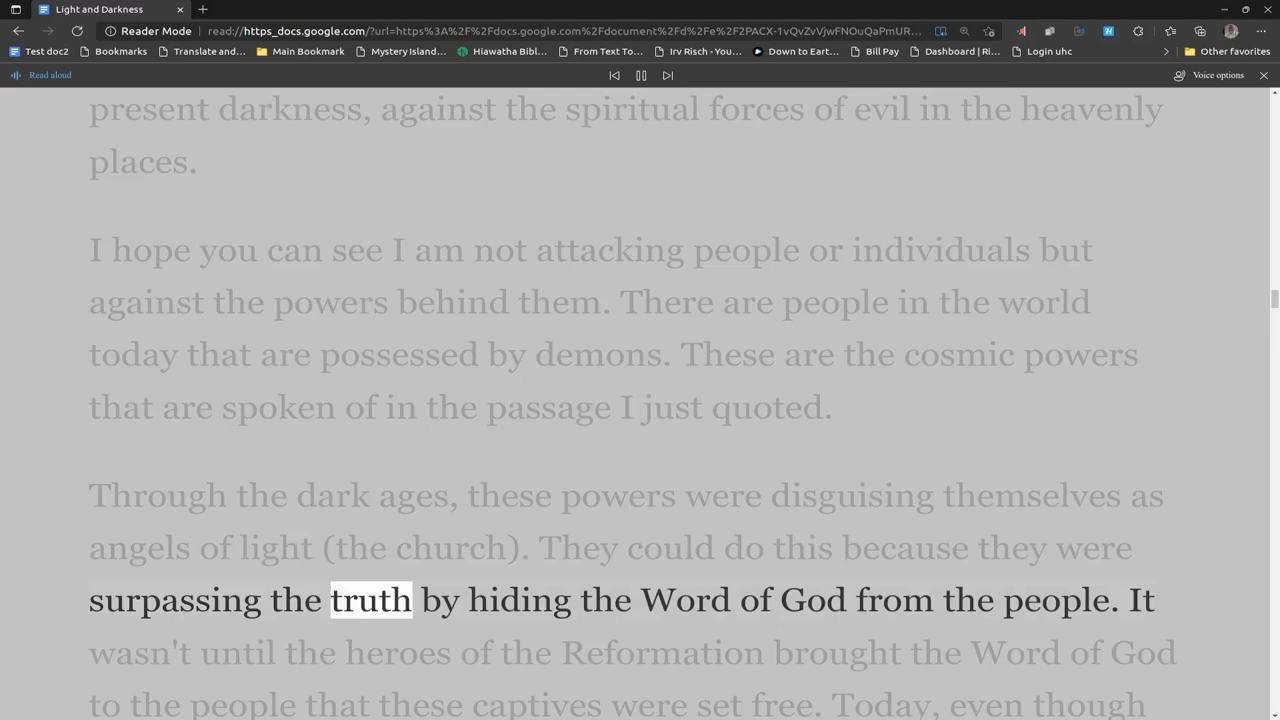 Light and Darkness
Reader Mode
read://https_docs.google.com/?url=https%3A%2F%2Fdocs.google.com%2Fdocument%2Fd%2Fe%2F2PACX-1vQvZvVjwFNOuQaPmUR...
Test doc2 Bookmarks Translate and... Main Bookmark Mystery Island... Hiawatha Bibl... From Text To... Irv Risch - You... Down to Eart... Bill Pay Dashboard | Ri... Login uhc Other favorites
Read aloud Voice options
present darkness, against the spiritual forces of evil in the heavenly
places.
I hope you can see I am not attacking people or individuals but
against the powers behind them. There are people in the world
today that are possessed by demons. These are the cosmic powers
that are spoken of in the passage I just quoted.
Through the dark ages, these powers were disguising themselves as
angels of light (the church). They could do this because they were
surpassing the truth by hiding the Word of God from the people. It
wasn't until the heroes of the Reformation brought the Word of God
to the people that these captives were set free. Today, even though